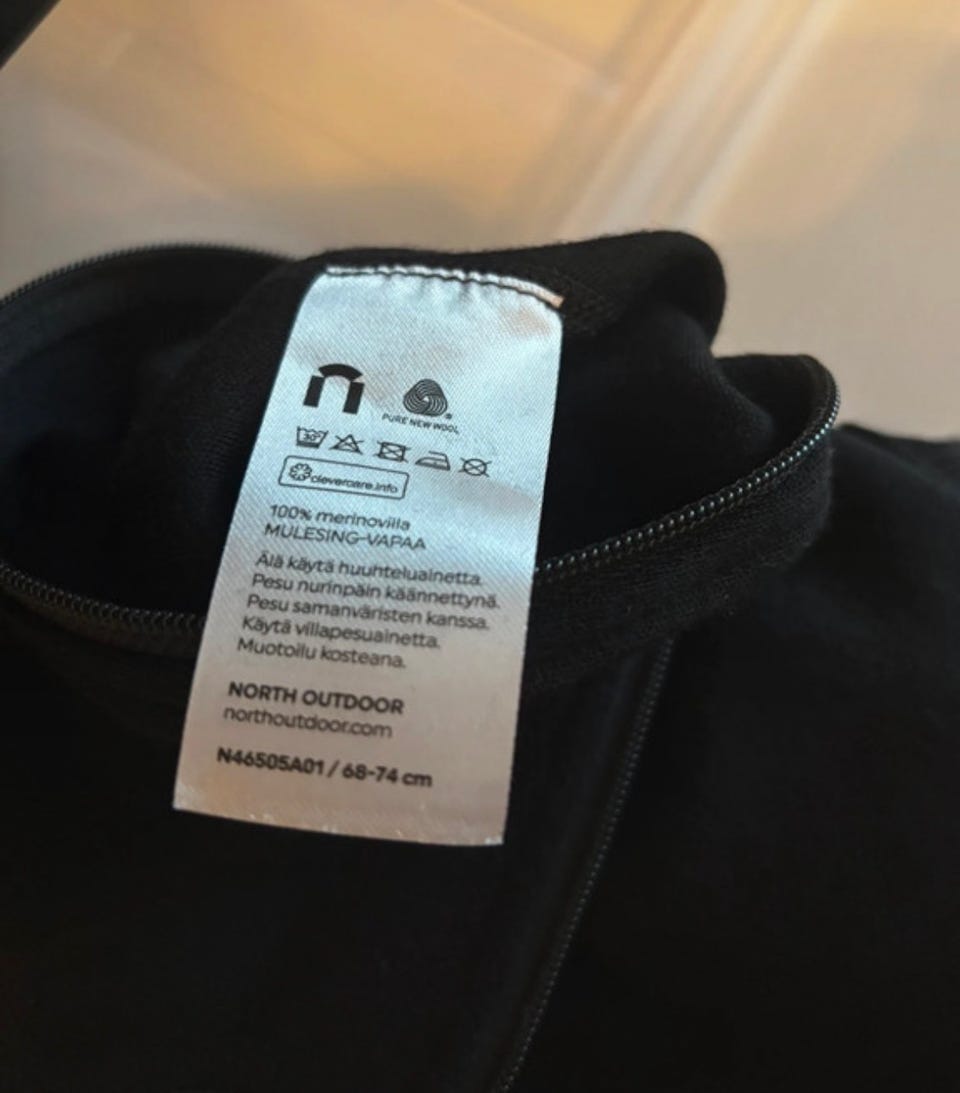 n
PURE NEW WOOL
30°
clevercare.info
100% merinovilla
MULESING-VAPAA
Älä käytä huuhteluainetta.
Pesu nurinpäin käännettynä.
Pesu samanväristen kanssa.
Käytä villapesuainetta.
Muotoilu kosteana.
NORTH OUTDOOR
northoutdoor.com
N46505A01 / 68-74 cm